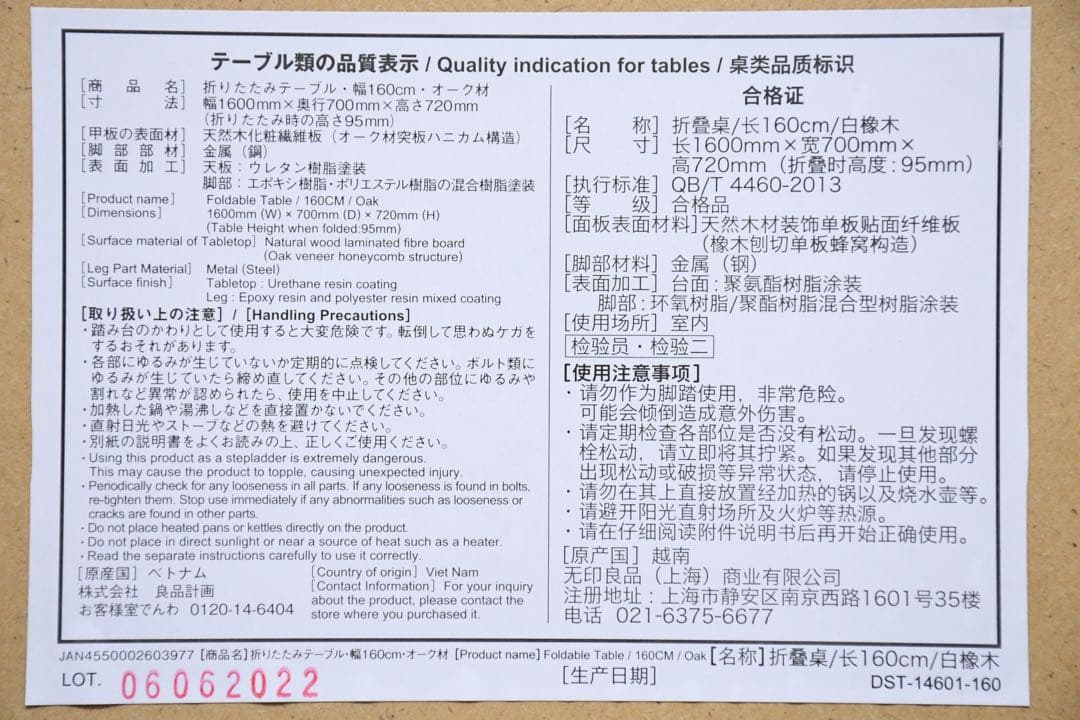 テーブル類の品質表示 / Quality indication for tables / 桌类品质标识
[商品名] 折りたたみテーブル・幅160cm・オーク材
[寸法] 幅1600mm×奥行700mm×高さ720mm
(折りたたみ時の高さ95mm)
[甲板の表面材] 天然木化粧繊維板(オーク材突板ハニカム構造)
[脚部部材] 金属(鋼)
[表面加工] 天板:ウレタン樹脂塗装
脚部:エポキシ樹脂・ポリエステル樹脂の混合樹脂塗装
[Product name] Foldable Table / 160CM / Oak
[Dimensions] 1600mm (W) × 700mm (D) × 720mm (H)
(Table Height when folded:95mm)
[Surface material of Tabletop] Natural wood laminated fibre board
(Oak veneer honeycomb structure)
[Leg Part Material] Metal (Steel)
[Surface finish] Tabletop : Urethane resin coating
Leg : Epoxy resin and polyester resin mixed coating
[取り扱い上の注意] / [Handling Precautions]
・踏み台のかわりとして使用すると大変危険です。転倒して思わぬケガを
するおそれがあります。
・各部にゆるみが生じていないか定期的に点検してください。ボルト類に
ゆるみが生じていたら締め直してください。その他の部位にゆるみや
割れなど異常が認められたら、使用を中止してください。
・加熱した鍋や湯沸しなどを直接置かないでください。
・直射日光やストーブなどの熱を避けてください。
・別紙の説明書をよくお読みの上、正しくご使用ください。
・Using this product as a stepladder is extremely dangerous.
This may cause the product to topple, causing unexpected injury.
・Periodically check for any looseness in all parts. If any looseness is found in bolts,
re-tighten them. Stop use immediately if any abnormalities such as looseness or
cracks are found in other parts.
・Do not place heated pans or kettles directly on the product.
・Do not place in direct sunlight or near a source of heat such as a heater.
・Read the separate instructions carefully to use it correctly.
[原産国] ベトナム
株式会社 良品計画
お客様室でんわ 0120-14-6404
[Country of origin] Viet Nam
[Contact Information] For your inquiry
about the product, please contact the
store where you purchased it.
合格证
[名称] 折叠桌/长160cm/白橡木
[尺寸] 长1600mm×宽700mm×
高720mm(折叠时高度:95mm)
[执行标准] QB/T 4460-2013
[等级] 合格品
[面板表面材料]天然木材装饰单板贴面纤维板
(橡木刨切单板蜂窝构造)
[脚部材料] 金属(钢)
[表面加工] 台面:聚氨酯树脂涂装
脚部:环氧树脂/聚酯树脂混合型树脂涂装
[使用场所] 室内
检验员・检验二
[使用注意事项]
・请勿作为脚踏使用,非常危险。
可能会倾倒造成意外伤害。
・请定期检查各部位是否没有松动。一旦发现螺
栓松动,请立即将其拧紧。如果发现其他部分
出现松动或破损等异常状态,请停止使用。
・请勿在其上直接放置经加热的锅以及烧水壶等。
・请避开阳光直射场所及火炉等热源。
・请在仔细阅读附件说明书后再开始正确使用。
[原产国] 越南
无印良品(上海)商业有限公司
注册地址:上海市静安区南京西路1601号35楼
电话 021-6375-6677
JAN4550002603977 [商品名]折りたたみテーブル・幅160cm・オーク材 [Product name] Foldable Table / 160CM / Oak [名称] 折叠桌/长160cm/白橡木
LOT. 06062022 [生产日期] DST-14601-160